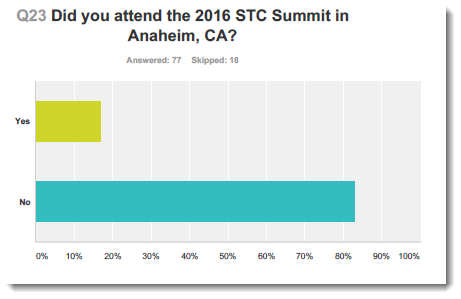 Q23 Did you attend the 2016 STC Summit in
Anaheim, CA?
Answered: 77 Skipped: 18
Yes
No
0% 10% 20% 30% 40% 50% 60% 70% 80% 90% 100%